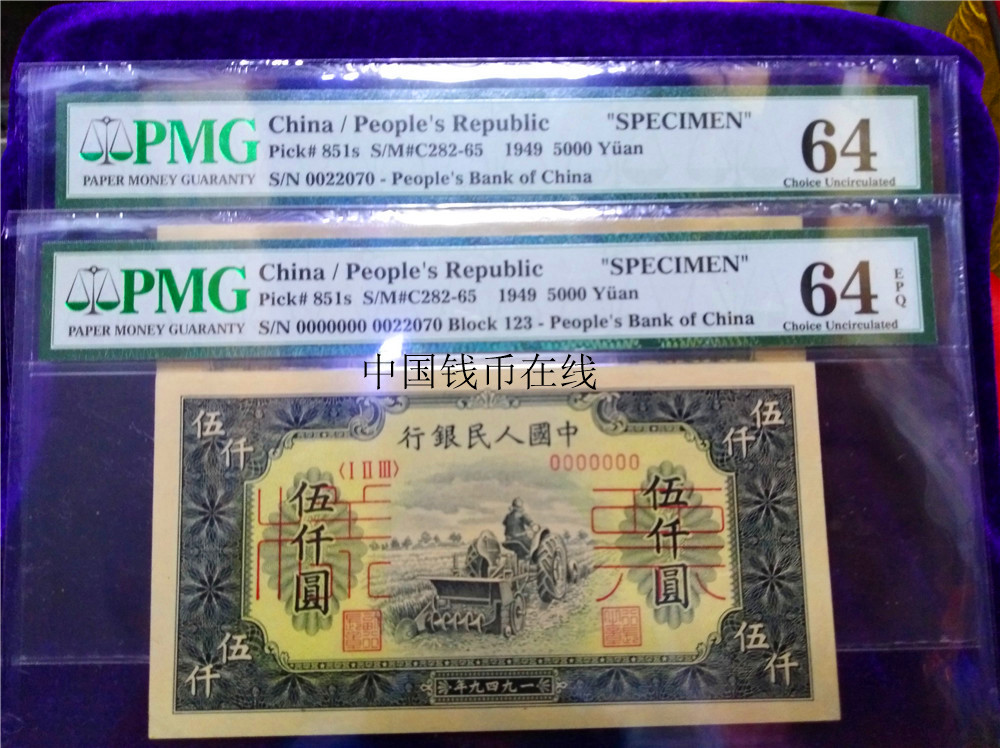 PMG
PAPER MONEY GUARANTY
China / People's Republic "SPECIMEN"
Pick# 851s S/M#C282-65 1949 5000 Yüan
S/N 0022070 - People's Bank of China
64
Choice Uncirculated
PMG
PAPER MONEY GUARANTY
China / People's Republic "SPECIMEN"
Pick# 851s S/M#C282-65 1949 5000 Yüan
S/N 0000000 0022070 Block 123 - People's Bank of China
64
EPQ
Choice Uncirculated
中国钱币在线
伍仟
伍仟
行銀民人國中
〈I II III〉
0000000
伍仟圓
伍仟圓
伍仟
伍仟
年九四九一